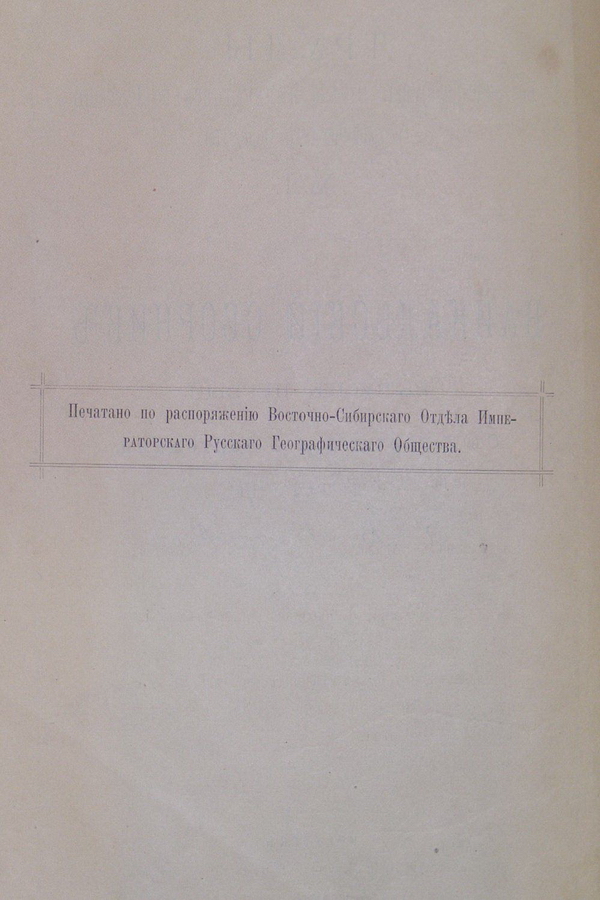 Печатано по распоряженію Восточно-Сибирскаго Отдѣла Импе-
раторскаго Русскаго Географическаго Общества.